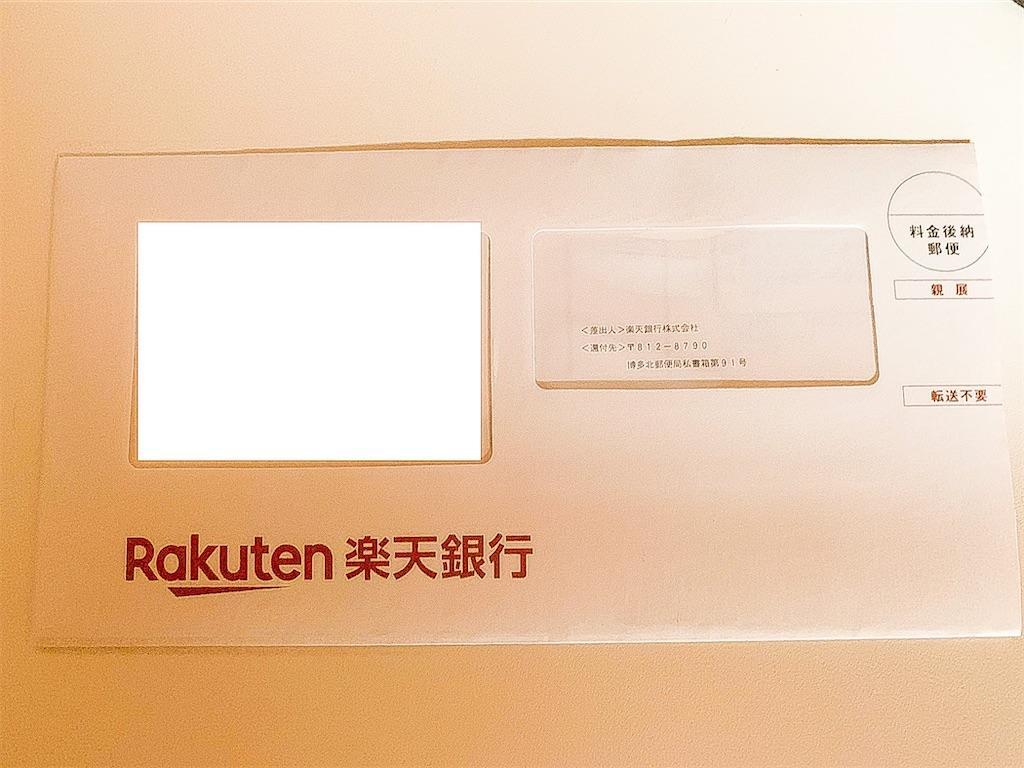 料金後納
郵便
親展
<差出人>楽天銀行株式会社
<還付先>〒812-8790
博多北郵便局私書箱第91号
転送不要
Rakuten 楽天銀行